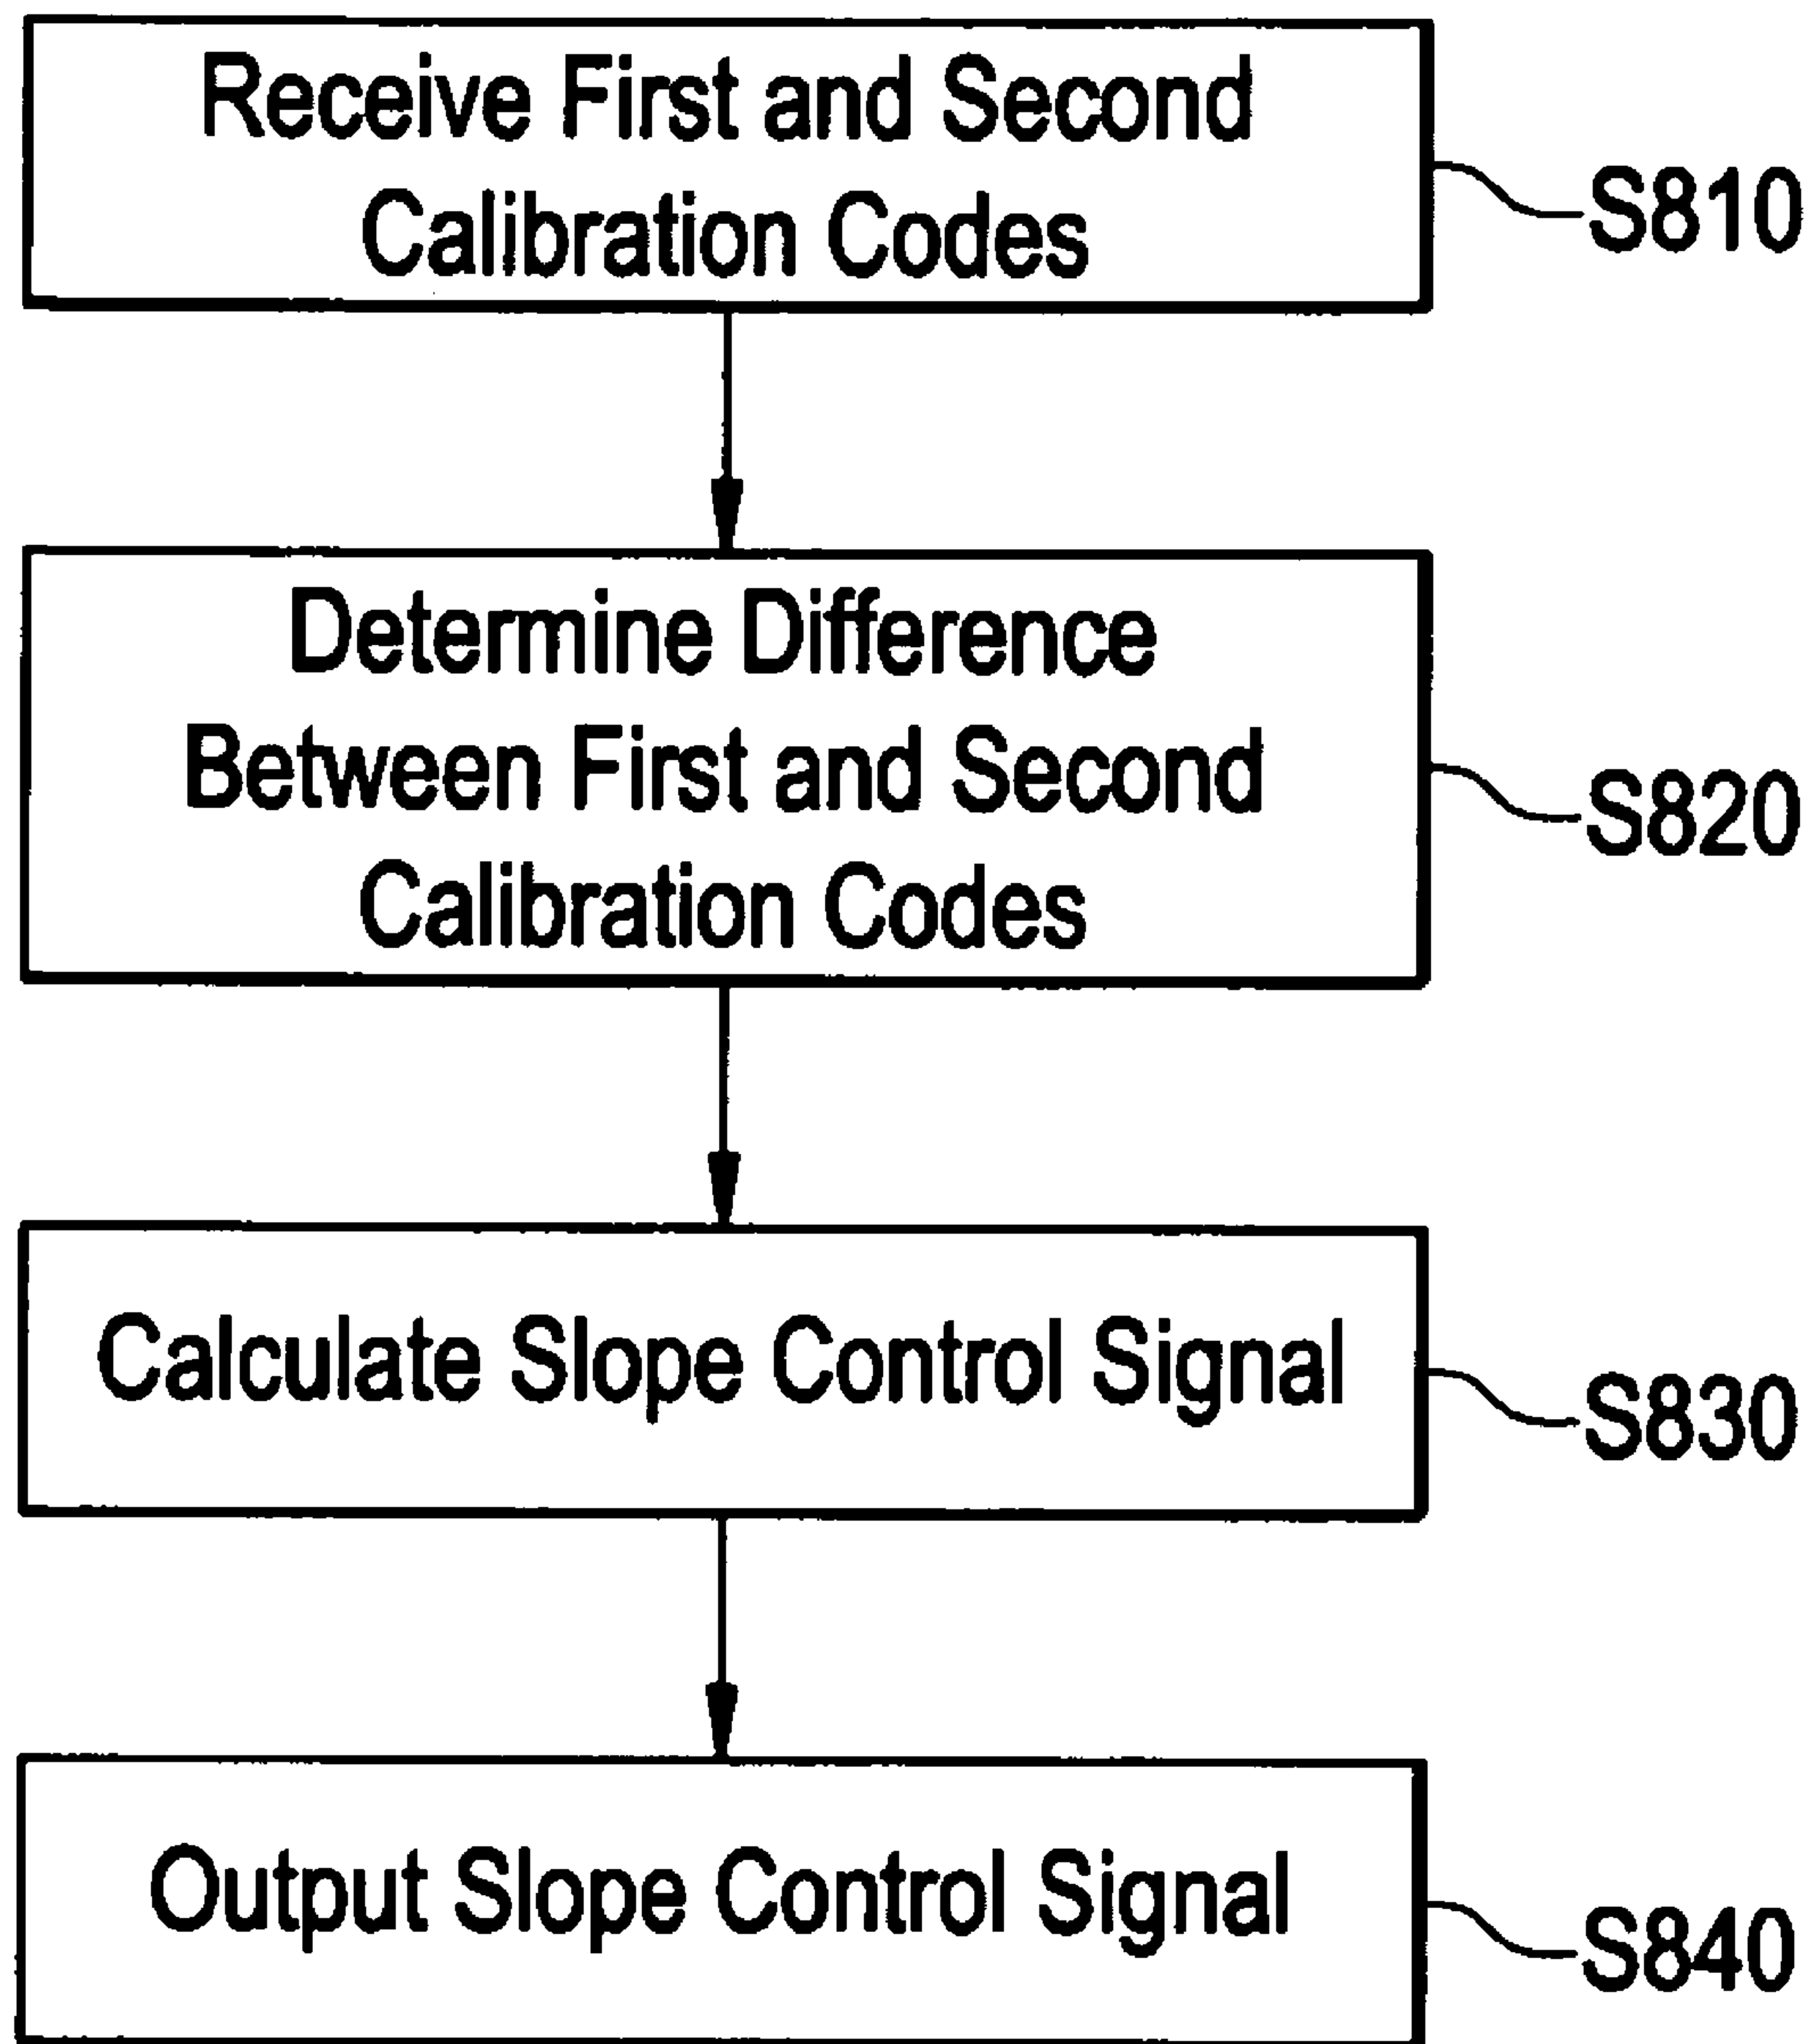 Receive First and Second
Calibration Codes
S810
Determine Difference
Between First and Second
Calibration Codes
S820
Calculate Slope Control Signal
S830
Output Slope Control Signal
S840